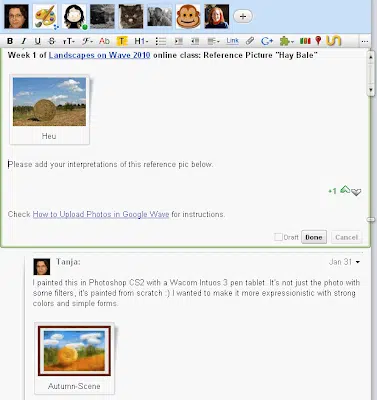 B I U S тT▾ F▾ Ab T H1▾ Link G+
Week 1 of Landscapes on Wave 2010 online class: Reference Picture "Hay Bale"
Heu
Please add your interpretations of this reference pic below:
+1
Check How to Upload Photos in Google Wave for instructions.
Draft Done Cancel
Tanja: Jan 31
I painted this in Photoshop CS2 with a Wacom Intuos 3 pen tablet. It's not just the photo with
some filters, it's painted from scratch :) I wanted to make it more expressionistic with strong
colors and simple forms.
Autumn-Scene